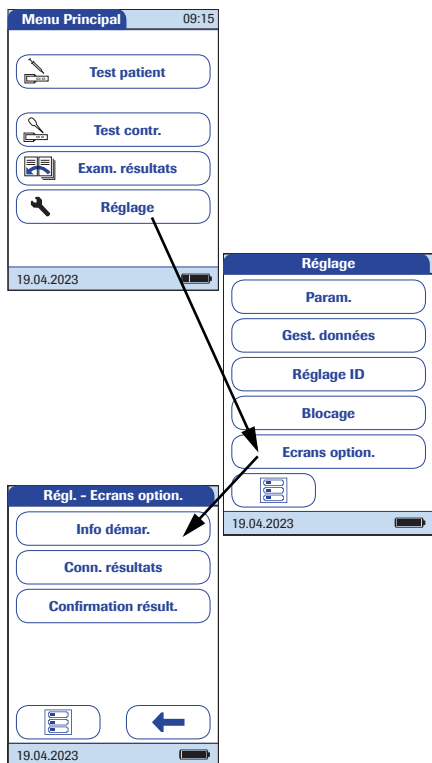 Menu Principal 09:15
Test patient
Test contr.
Exam. résultats
Réglage
19.04.2023
Réglage
Param.
Gest. données
Réglage ID
Blocage
Ecrans option.
19.04.2023
Régl. - Ecrans option.
Info démar.
Conn. résultats
Confirmation résult.
19.04.2023